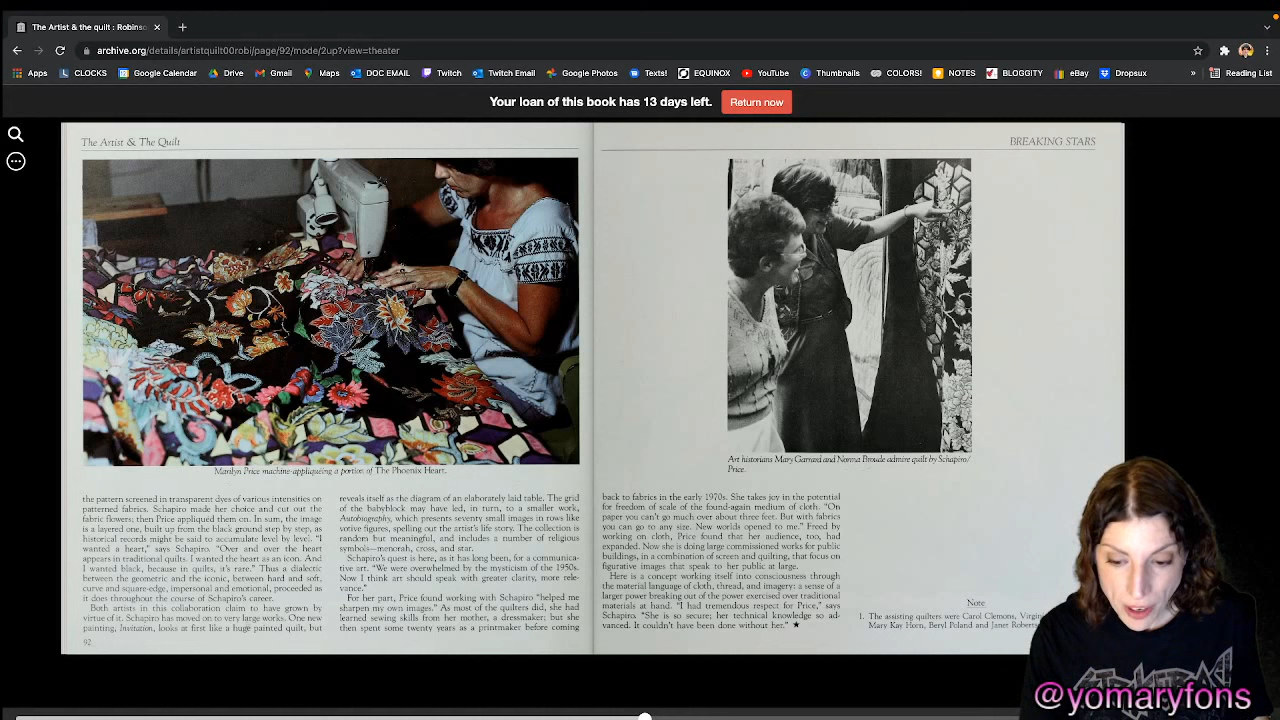 The Artist & the quilt : Robinso
archive.org/details/artistquilt00robi/page/92/mode/2up?view=theater
Apps CLOCKS Google Calendar Drive Gmail Maps DOC EMAIL Twitch Twitch Email Google Photos Texts! EQUINOX YouTube Thumbnails COLORS! NOTES BLOGGITY eBay Dropsux » Reading List
Your loan of this book has 13 days left. Return now
The Artist & The Quilt
Marilyn Price machine-appliquéing a portion of The Phoenix Heart.
the pattern screened in transparent dyes of various intensities on
patterned fabrics. Schapiro made her choice and cut out the
fabric flowers; then Price appliqued them on. In sum, the image
is a layered one, built up from the black ground step by step, as
historical records might be said to accumulate level by level. "I
wanted a heart," says Schapiro. "Over and over the heart
appears in traditional quilts. I wanted the heart as an icon. And
I wanted black, because in quilts, it's rare." Thus a dialectic
between the geometric and the iconic, between hard and soft,
curve and square-edge, impersonal and emotional, proceeded as
it does throughout the course of Schapiro's career.
Both artists in this collaboration claim to have grown by
virtue of it. Schapiro has moved on to very large works. One new
painting, Invitation, looks at first like a huge painted quilt, but
92
reveals itself as the diagram of an elaborately laid table. The grid
of the babyblock may have led, in turn, to a smaller work,
Autobiography, which presents seventy small images in rows like
votive figures, spelling out the artist's life story. The collection is
random but meaningful, and includes a number of religious
symbols—menorah, cross, and star.
Schapiro's quest is here, as it has long been, for a communica-
tive art. "We were overwhelmed by the mysticism of the 1950s.
Now I think art should speak with greater clarity, more rele-
vance."
For her part, Price found working with Schapiro "helped me
sharpen my own images." As most of the quilters did, she had
learned sewing skills from her mother, a dressmaker; but she
then spent some twenty years as a printmaker before coming
BREAKING STARS
Art historians Mary Garrard and Norma Broude admire quilt by Schapiro/
Price.
back to fabrics in the early 1970s. She takes joy in the potential
for freedom of scale of the found-again medium of cloth. "On
paper you can't go much over about three feet. But with fabrics
you can go to any size. New worlds opened to me." Freed by
working on cloth, Price found that her audience, too, had
expanded. Now she is doing large commissioned works for public
buildings, in a combination of screen and quilting, that focus on
figurative images that speak to her public at large.
Here is a concept working itself into consciousness through
the material language of cloth, thread, and imagery: a sense of a
larger power breaking out of the power exercised over traditional
materials at hand. "I had tremendous respect for Price," says
Schapiro. "She is so secure; her technical knowledge so ad-
vanced. It couldn't have been done without her." ★
Note
1. The assisting quilters were Carol Clemons, Virgin
Mary Kay Horn, Beryl Poland and Janet Roberts
@yomaryfons